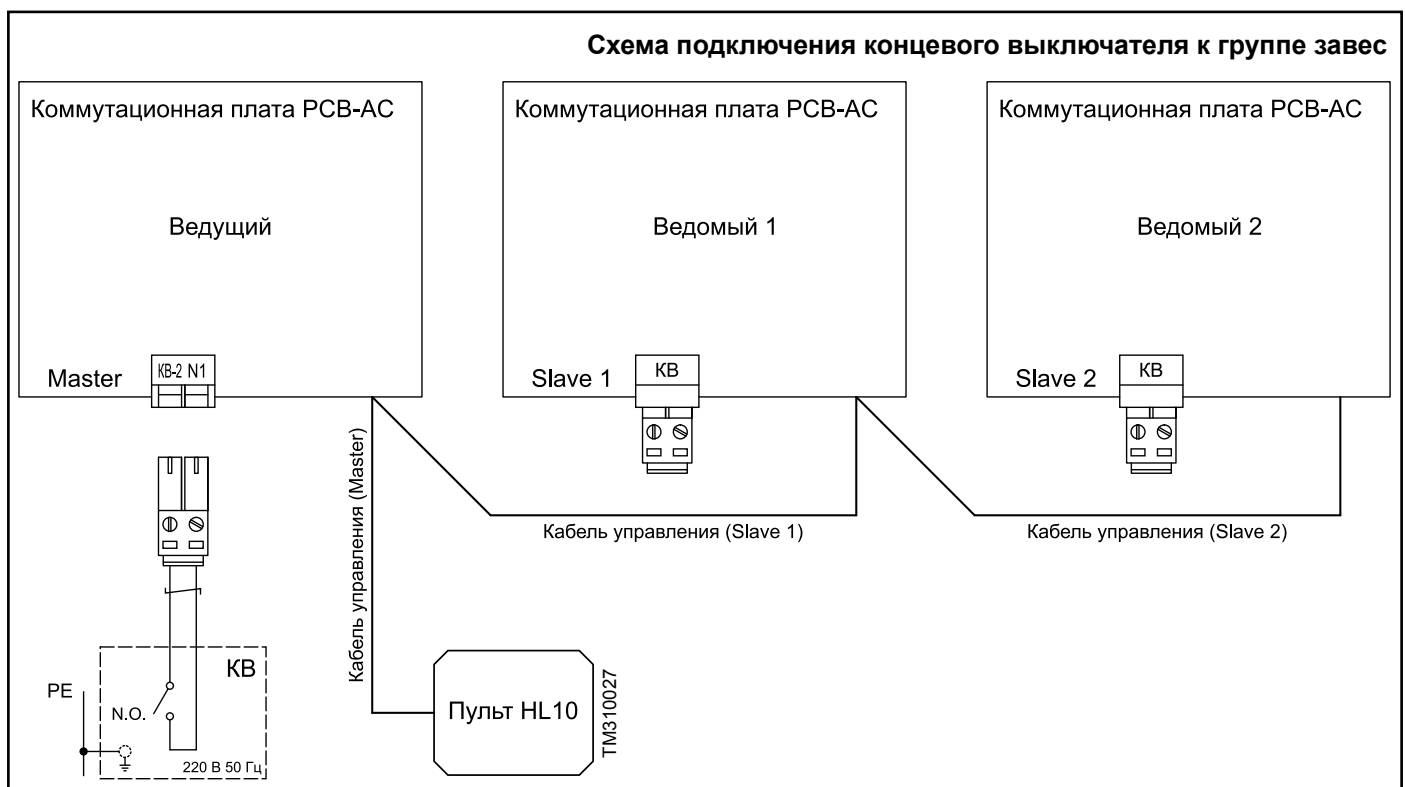 Схема подключения концевого выключателя к группе завес
Коммутационная плата PCB-AC
Ведущий
Master
КВ-2 N1
Коммутационная плата PCB-AC
Ведомый 1
Slave 1
КВ
Коммутационная плата PCB-AC
Ведомый 2
Slave 2
КВ
Кабель управления (Master)
Кабель управления (Slave 1)
Кабель управления (Slave 2)
КВ
PE
N.O.
220 В 50 Гц
Пульт HL10
TM310027